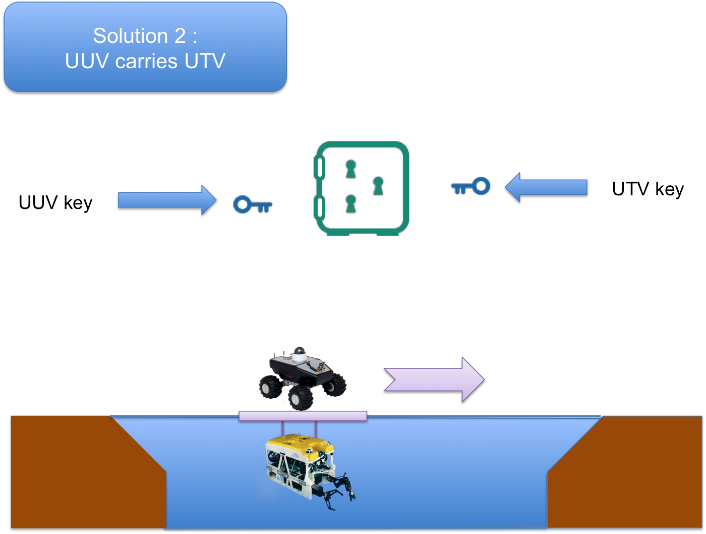 Solution 2 :
UUV carries UTV
UUV key
UTV key